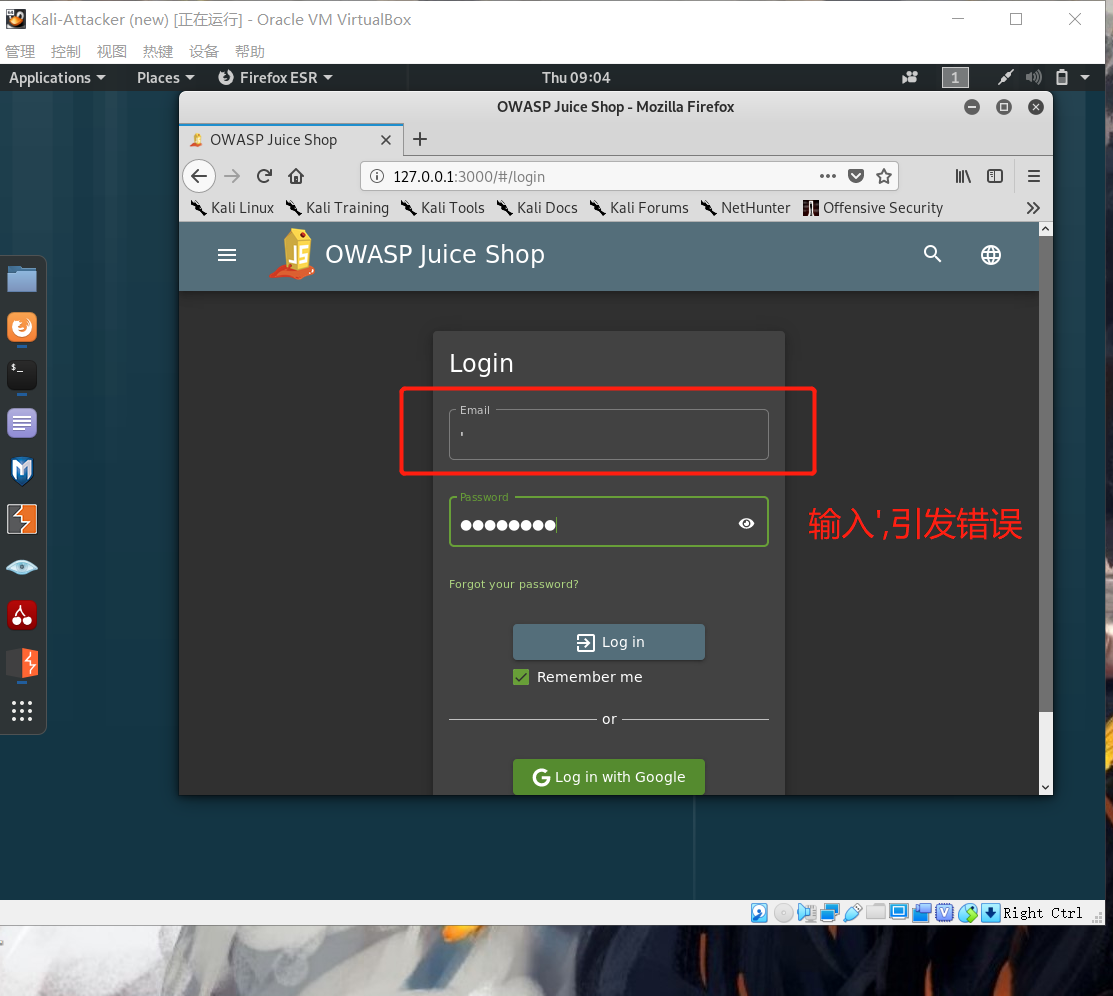 Kali-Attacker (new) [正在运行] - Oracle VM VirtualBox
管理 控制 视图 热键 设备 帮助
Applications Places Firefox ESR Thu 09:04 1
OWASP Juice Shop - Mozilla Firefox
OWASP Juice Shop
127.0.0.1:3000/#/login
Kali Linux Kali Training Kali Tools Kali Docs Kali Forums NetHunter Offensive Security
JS OWASP Juice Shop
Login
Email
'
Password
输入',引发错误
Forgot your password?
Log in
Remember me
or
G Log in with Google
Right Ctrl